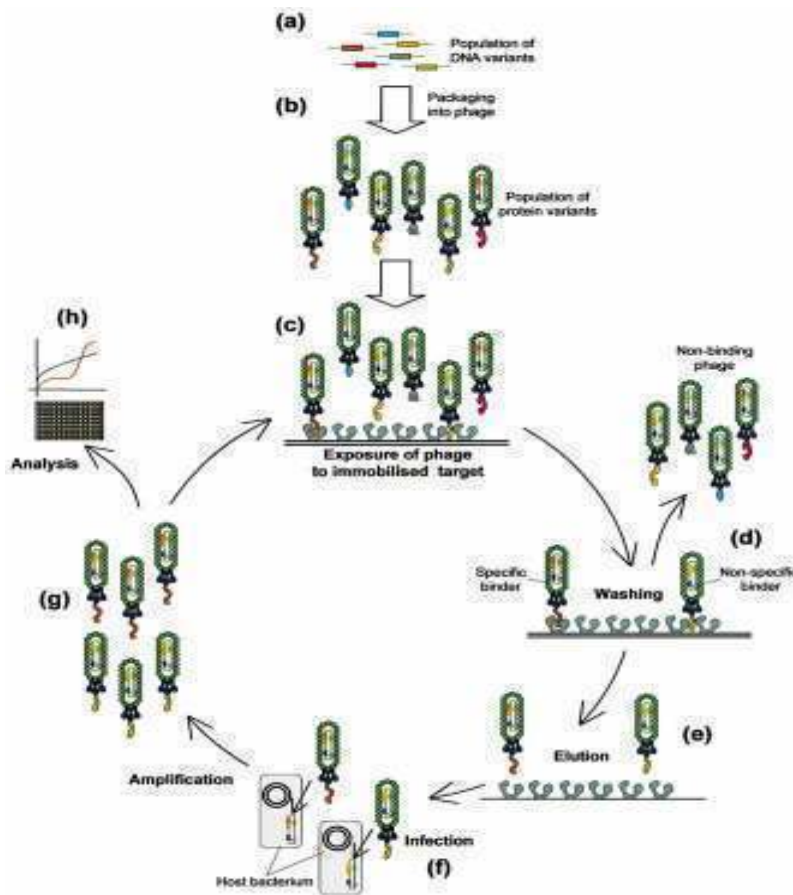 (a)
Population of
DNA variants
(b)
Packaging
into phage
Population of
protein variants
(c)
Exposure of phage
to immobilised target
(h)
Analysis
Non-binding
phage
(d)
Specific
binder
Washing
Non-specific
binder
(g)
(e)
Elution
Amplification
Infection
(f)
Host bacterium